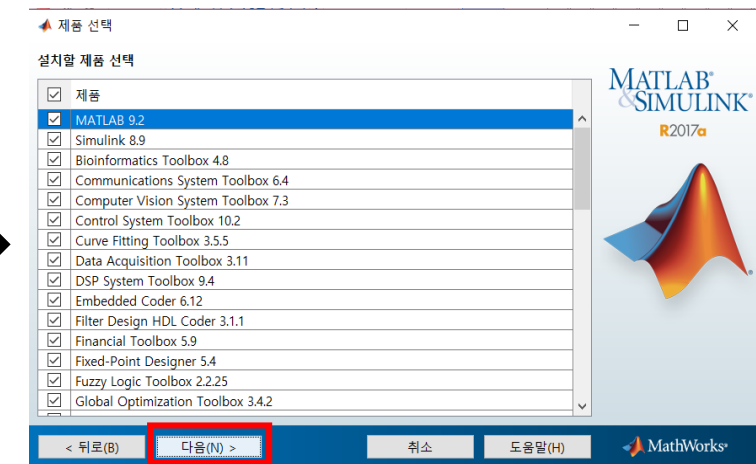 제품 선택
설치할 제품 선택
제품
MATLAB 9.2
Simulink 8.9
Bioinformatics Toolbox 4.8
Communications System Toolbox 6.4
Computer Vision System Toolbox 7.3
Control System Toolbox 10.2
Curve Fitting Toolbox 3.5.5
Data Acquisition Toolbox 3.11
DSP System Toolbox 9.4
Embedded Coder 6.12
Filter Design HDL Coder 3.1.1
Financial Toolbox 5.9
Fixed-Point Designer 5.4
Fuzzy Logic Toolbox 2.2.25
Global Optimization Toolbox 3.4.2
MATLAB®
&SIMULINK®
R2017a
< 뒤로(B) 다음(N) > 취소 도움말(H) MathWorks®